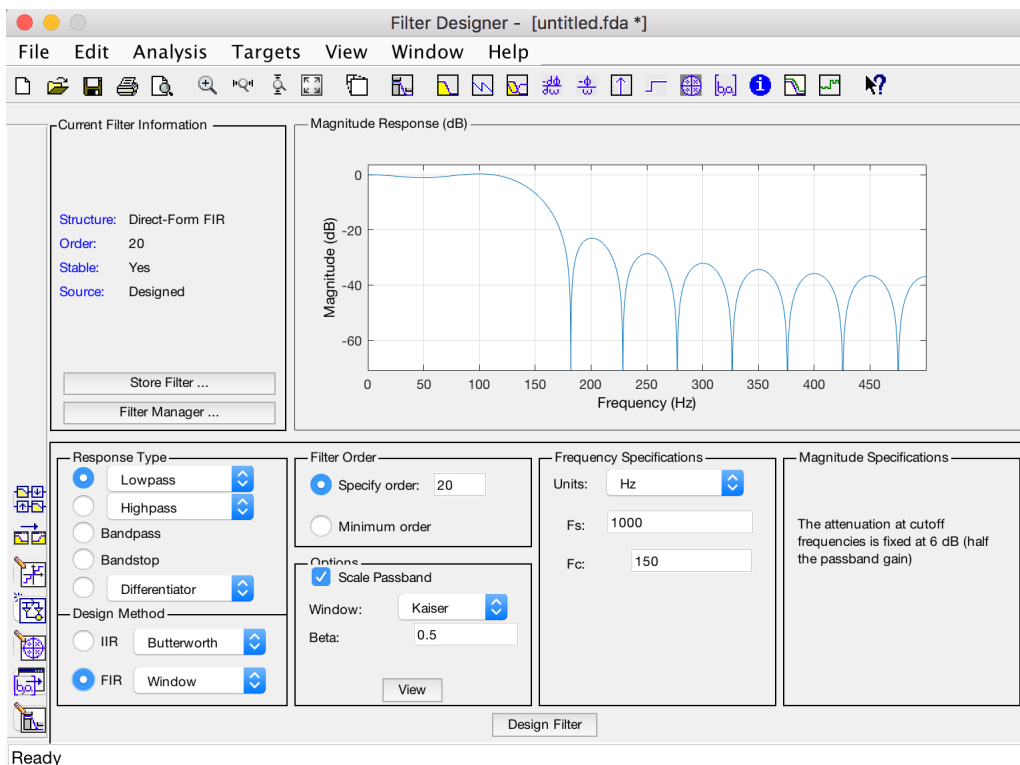 Filter Designer - [untitled.fda *]
File Edit Analysis Targets View Window Help
Current Filter Information
Structure: Direct-Form FIR
Order: 20
Stable: Yes
Source: Designed
Store Filter ...
Filter Manager ...
Magnitude Response (dB)
Magnitude (dB)
0
-20
-40
-60
0 50 100 150 200 250 300 350 400 450
Frequency (Hz)
Response Type
Lowpass
Highpass
Bandpass
Bandstop
Differentiator
Design Method
IIR Butterworth
FIR Window
Filter Order
Specify order: 20
Minimum order
Options
Scale Passband
Window: Kaiser
Beta: 0.5
View
Frequency Specifications
Units: Hz
Fs: 1000
Fc: 150
Magnitude Specifications
The attenuation at cutoff
frequencies is fixed at 6 dB (half
the passband gain)
Design Filter
Ready